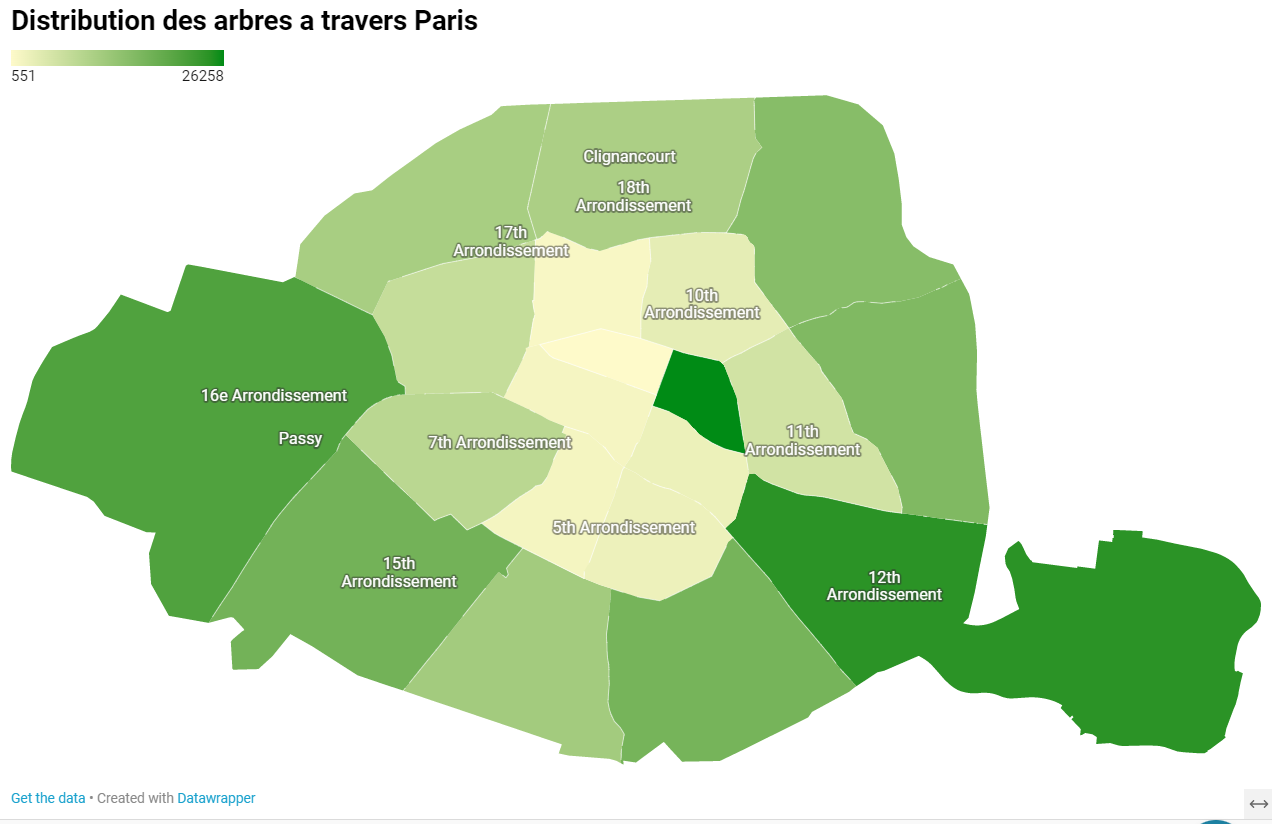 Distribution des arbres a travers Paris
551 26258
Clignancourt
18th
Arrondissement
17th
Arrondissement
10th
Arrondissement
16e Arrondissement
Passy
7th Arrondissement
11th
Arrondissement
5th Arrondissement
15th
Arrondissement
12th
Arrondissement
Get the data • Created with Datawrapper